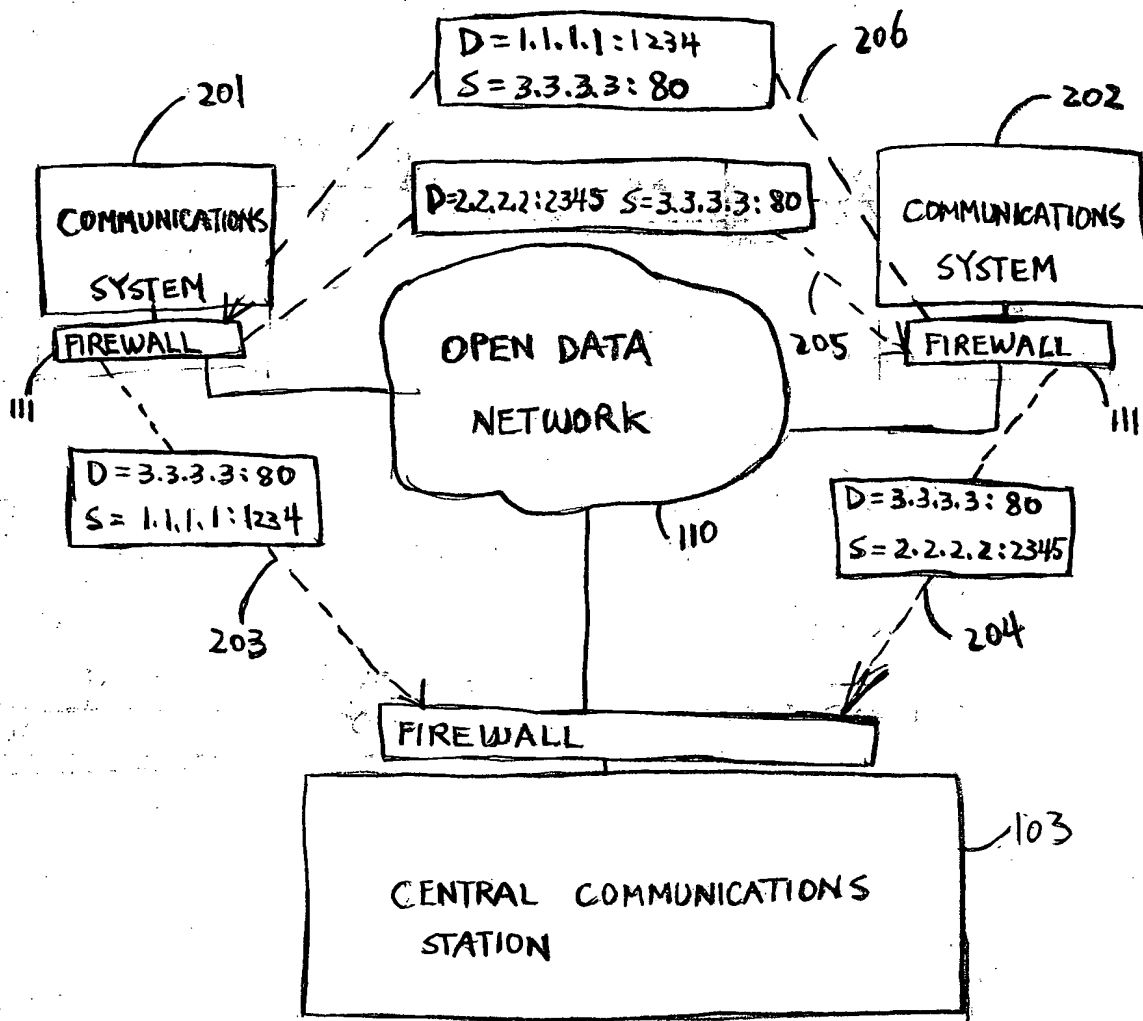 D=1.1.1.1:1234
S=3.3.3.3:80
206
201
202
D=2.2.2.2:2345 S=3.3.3.3:80
COMMUNICATIONS
SYSTEM
COMMUNICATIONS
SYSTEM
FIREWALL
OPEN DATA
NETWORK
205
FIREWALL
111
111
D=3.3.3.3:80
S=1.1.1.1:1234
110
D=3.3.3.3:80
S=2.2.2.2:2345
203
204
FIREWALL
103
CENTRAL COMMUNICATIONS
STATION